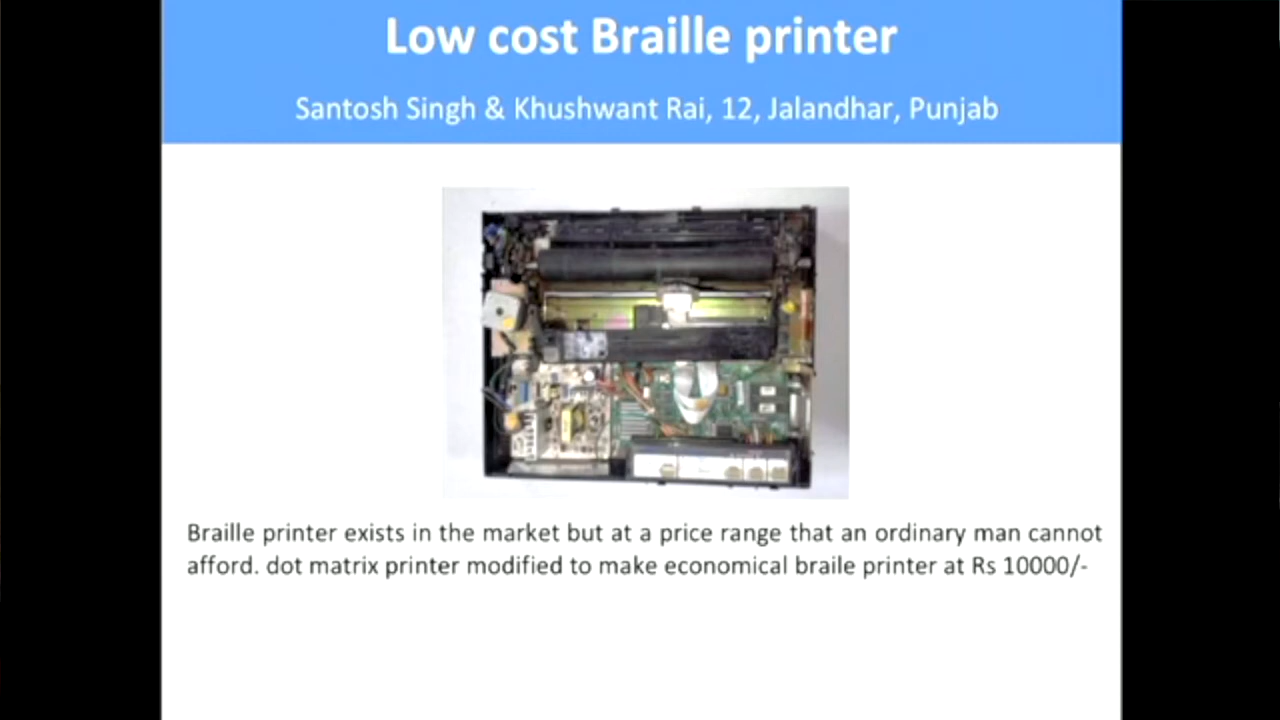 Low cost Braille printer
Santosh Singh & Khushwant Rai, 12, Jalandhar, Punjab
Braille printer exists in the market but at a price range that an ordinary man cannot
afford. dot matrix printer modified to make economical braile printer at Rs 10000/-